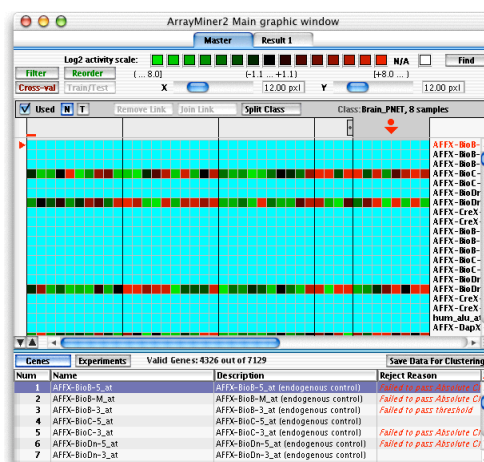 ArrayMiner2 Main graphic window
Master Result 1
Log2 activity scale: N/A Find
Filter Reorder (... 8.0] (-1.1 ... +1.1) [+8.0 ...)
Cross-val Train/Test X 12.00 pxl Y 12.00 pxl
Used N T Remove Link Join Link Split Class Class: Brain_PNET, 8 samples
AFFX-BioB-
AFFX-BioB-
AFFX-BioB-
AFFX-BioC-
AFFX-BioC-
AFFX-BioDr
AFFX-BioDr
AFFX-CreX-
AFFX-CreX-
AFFX-BioB-
AFFX-BioB-
AFFX-BioB-
AFFX-BioC-
AFFX-BioC-
AFFX-BioDr
AFFX-BioDr
AFFX-CreX-
AFFX-CreX-
hum_alu_at
AFFX-DapX
Genes Experiments Valid Genes: 4326 out of 7129 Save Data For Clustering
Num Name Description Reject Reason
1 AFFX-BioB-5_at AFFX-BioB-5_at (endogenous control) Failed to pass Absolute Cl
2 AFFX-BioB-M_at AFFX-BioB-M_at (endogenous control) Failed to pass Absolute Cl
3 AFFX-BioB-3_at AFFX-BioB-3_at (endogenous control) Failed to pass threshold
4 AFFX-BioC-5_at AFFX-BioC-5_at (endogenous control)
5 AFFX-BioC-3_at AFFX-BioC-3_at (endogenous control) Failed to pass Absolute Cl
6 AFFX-BioDn-5_at AFFX-BioDn-5_at (endogenous control) Failed to pass Absolute Cl
7 AFFX-BioDn-3_at AFFX-BioDn-3_at (endogenous control)